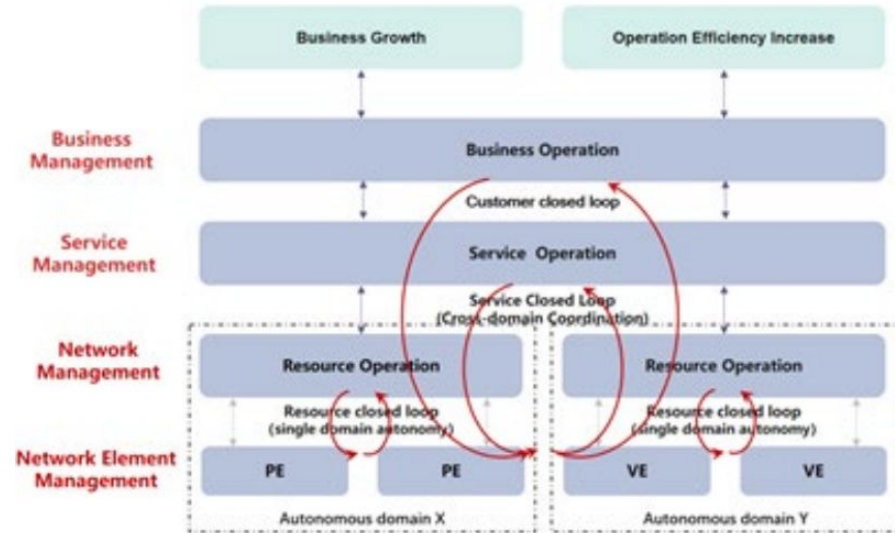 Business Growth
Operation Efficiency Increase
Business
Management
Business Operation
Customer closed loop
Service
Management
Service Operation
Service Closed Loop
(Cross-domain Coordination)
Network
Management
Resource Operation
Resource Operation
Resource closed loop
(single domain autonomy)
Resource closed loop
(single domain autonomy)
Network Element
Management
PE
PE
VE
VE
Autonomous domain X
Autonomous domain Y